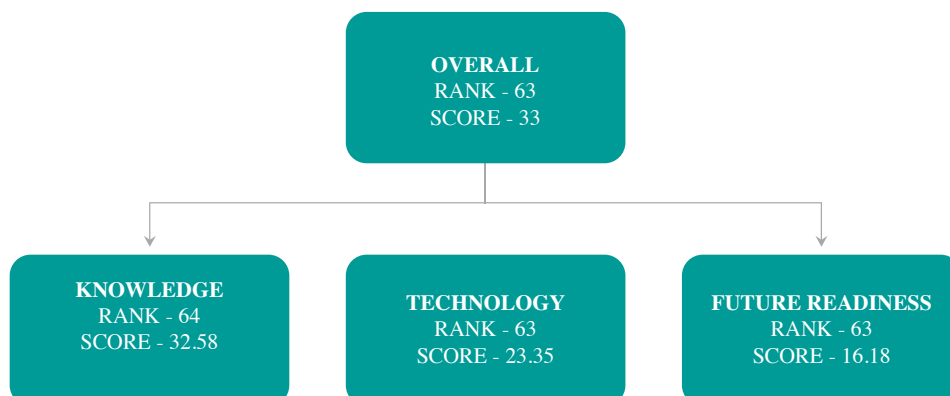 OVERALL
RANK - 63
SCORE - 33
KNOWLEDGE
RANK - 64
SCORE - 32.58
TECHNOLOGY
RANK - 63
SCORE - 23.35
FUTURE READINESS
RANK - 63
SCORE - 16.18